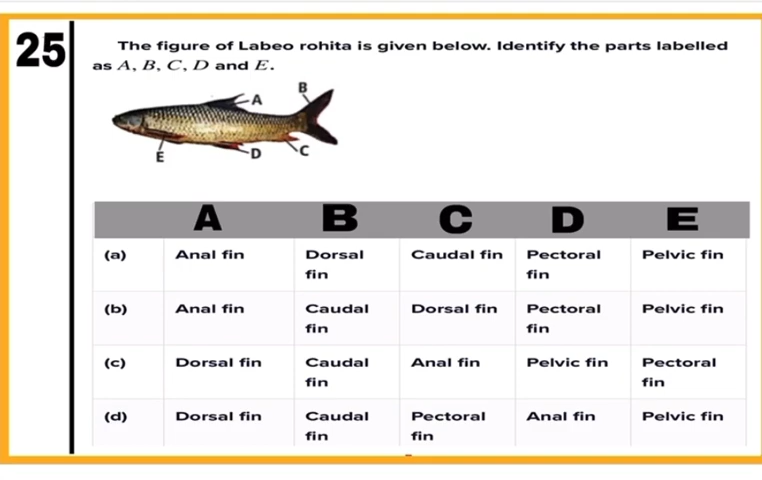 25
The figure of Labeo rohita is given below. Identify the parts labelled
as A, B, C, D and E.
B
A
E
D
C
A B C D E
(a) Anal fin Dorsal fin Caudal fin Pectoral fin Pelvic fin
(b) Anal fin Caudal fin Dorsal fin Pectoral fin Pelvic fin
(c) Dorsal fin Caudal fin Anal fin Pelvic fin Pectoral fin
(d) Dorsal fin Caudal fin Pectoral fin Anal fin Pelvic fin